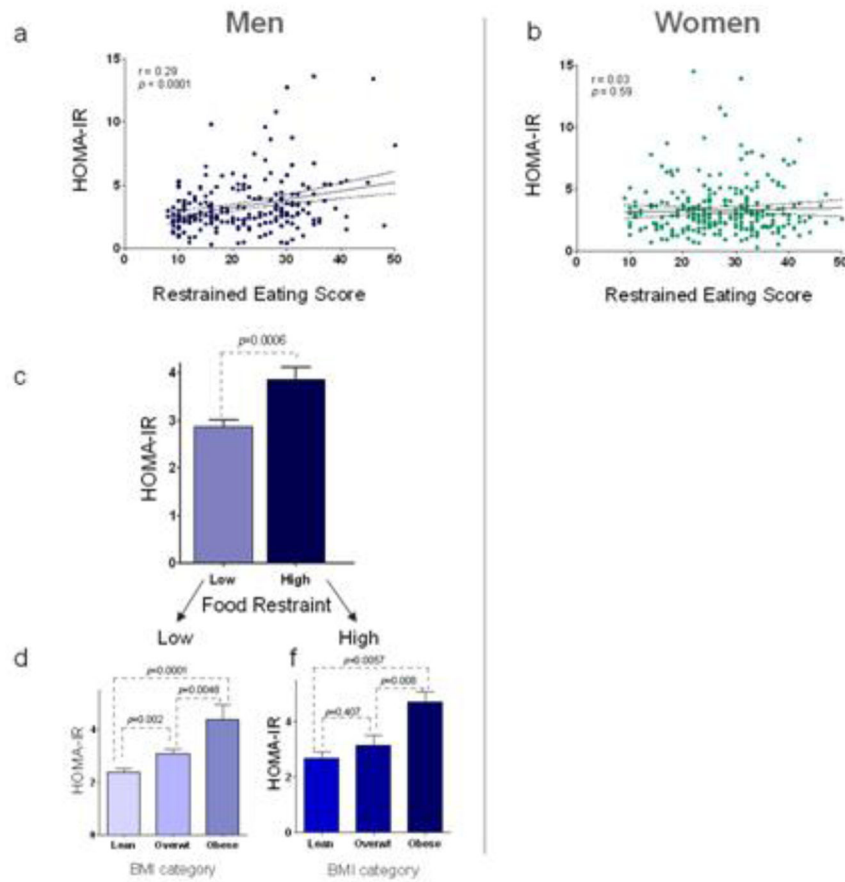 Men
Women
a
r = 0.29
p < 0.0001
HOMA-IR
15
10
5
0
0
10
20
30
40
50
Restrained Eating Score
b
r = 0.03
p = 0.59
HOMA-IR
15
10
5
0
0
10
20
30
40
50
Restrained Eating Score
c
p=0.0006
HOMA-IR
4
3
2
1
0
Low
High
Food Restraint
Low
High
d
p=0.0001
p=0.0048
p=0.002
HOMA-IR
4
2
0
Lean
Overwt
Obese
BMI category
f
p=0.0057
p=0.008
p=0.407
HOMA-IR
4
2
0
Lean
Overwt
Obese
BMI category